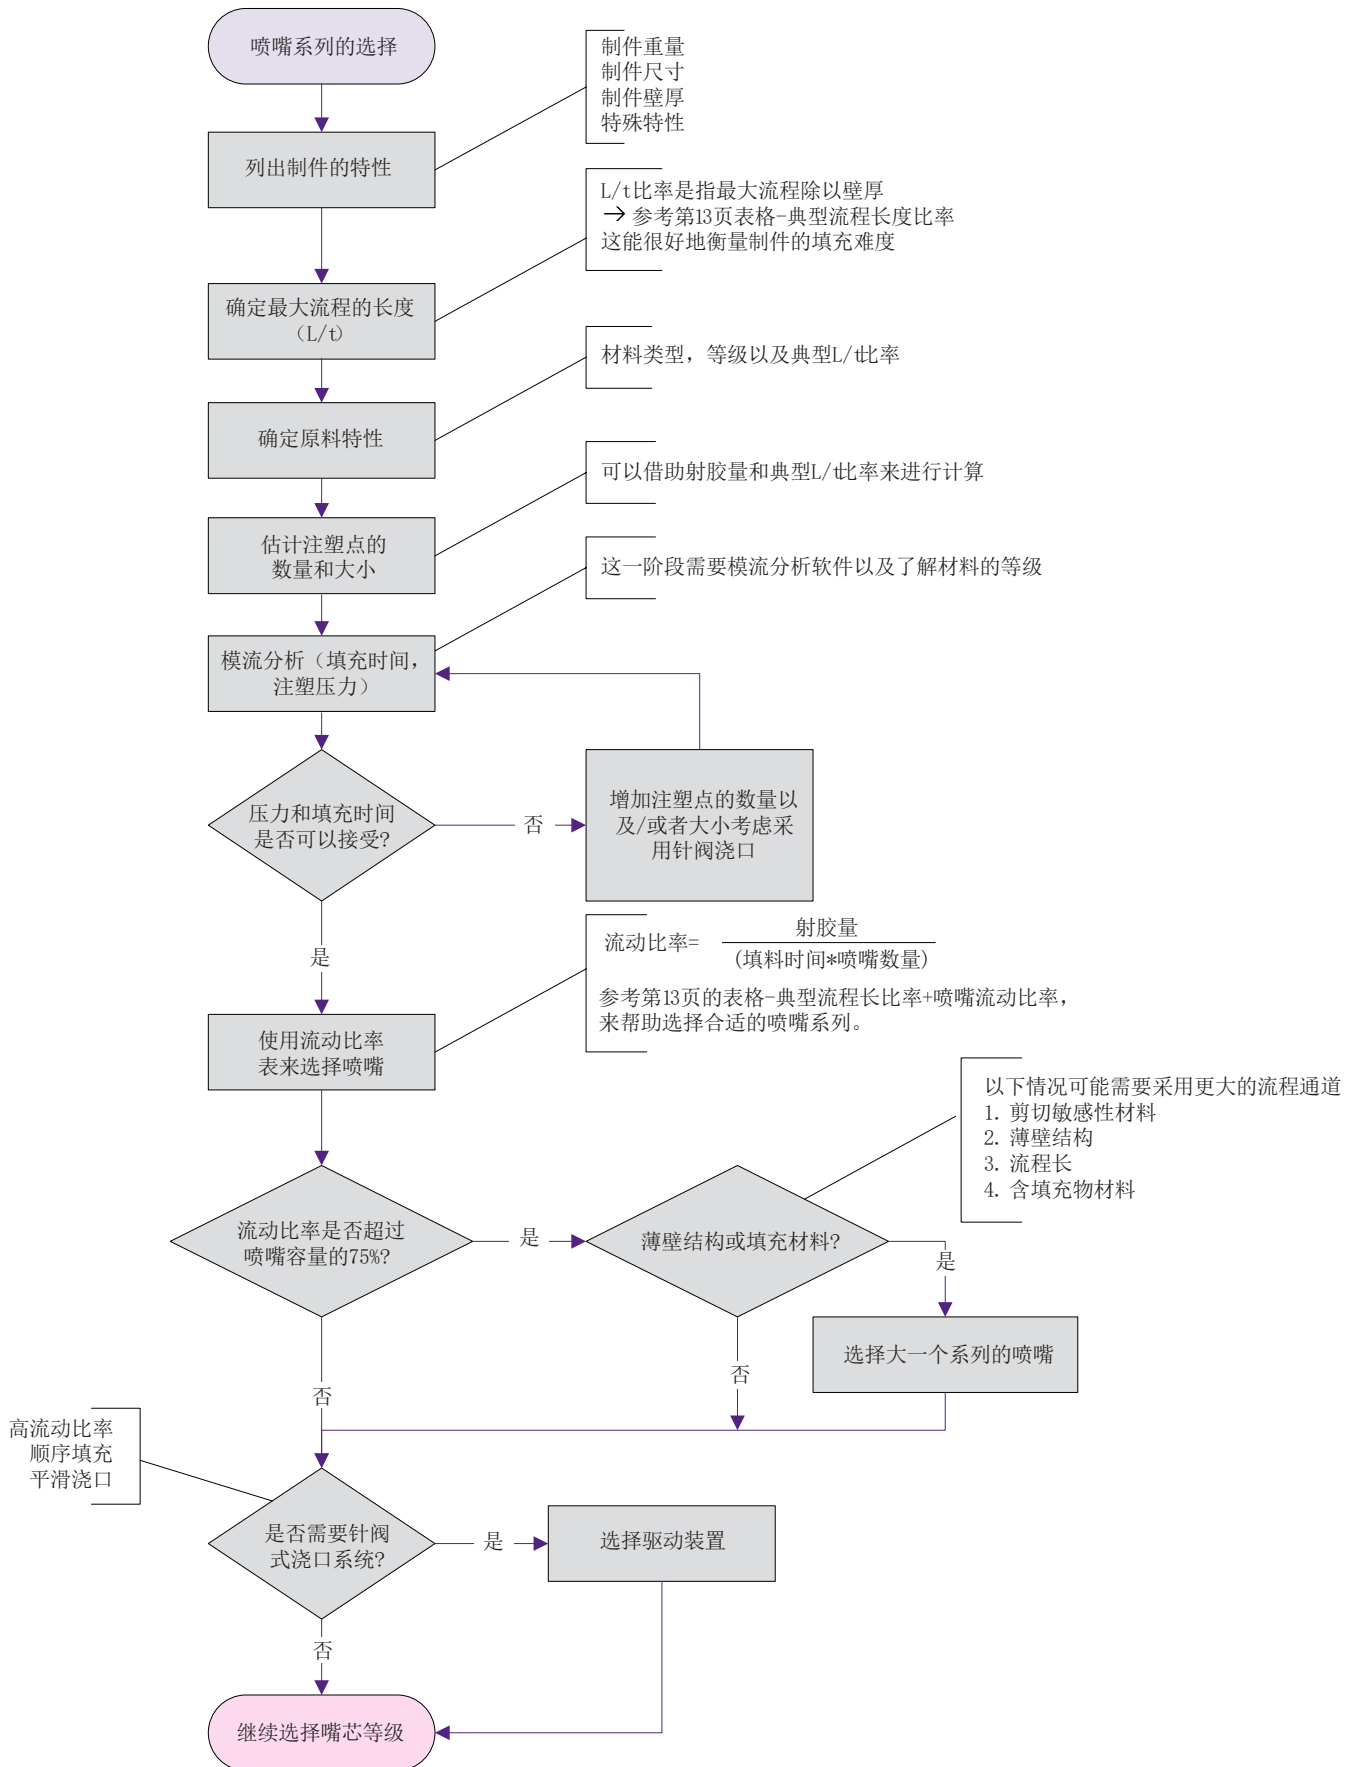 喷嘴系列的选择
制件重量
制件尺寸
制件壁厚
特殊特性
列出制件的特性
L/t比率是指最大流程除以壁厚
→ 参考第13页表格-典型流程长度比率
这能很好地衡量制件的填充难度
确定最大流程的长度
(L/t)
材料类型，等级以及典型L/t比率
确定原料特性
可以借助射胶量和典型L/t比率来进行计算
估计注塑点的
数量和大小
这一阶段需要模流分析软件以及了解材料的等级
模流分析（填充时间，
注塑压力）
压力和填充时间
是否可以接受?
否
增加注塑点的数量以
及/或者大小考虑采
用针阀浇口
是
流动比率=
射胶量
(填料时间*喷嘴数量)
参考第13页的表格-典型流程长比率+喷嘴流动比率，
来帮助选择合适的喷嘴系列。
使用流动比率
表来选择喷嘴
以下情况可能需要采用更大的流程通道
1. 剪切敏感性材料
2. 薄壁结构
3. 流程长
4. 含填充物材料
流动比率是否超过
喷嘴容量的75%?
是
薄壁结构或填充材料?
是
选择大一个系列的喷嘴
否
否
高流动比率
顺序填充
平滑浇口
是否需要针阀
式浇口系统?
是
选择驱动装置
否
继续选择嘴芯等级